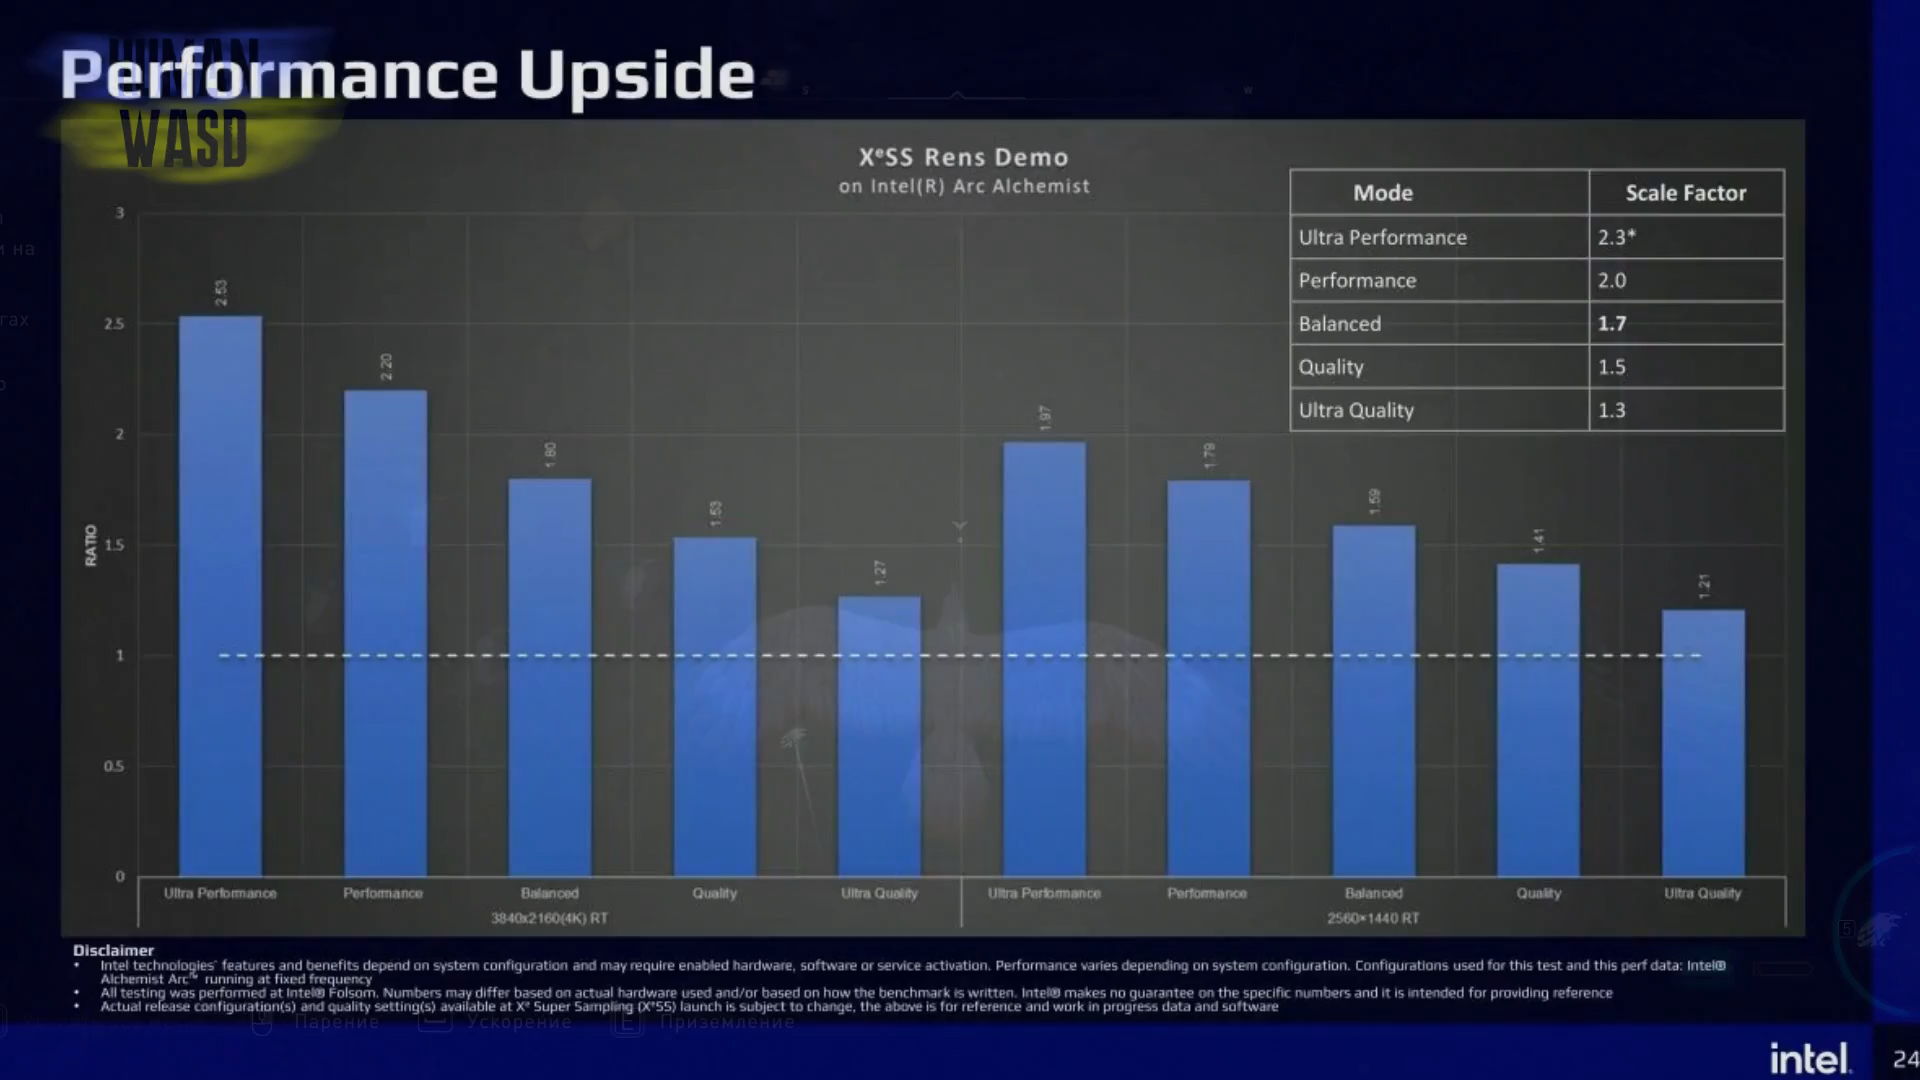 Performance Upside
HUMAN
WASD
XᵉSS Rens Demo
on Intel(R) Arc Alchemist
Mode Scale Factor
Ultra Performance 2.3*
Performance 2.0
Balanced 1.7
Quality 1.5
Ultra Quality 1.3
3
2.5
2
1.5
1
0.5
0
RATIO
2.53
2.20
1.80
1.53
1.27
1.97
1.79
1.59
1.41
1.21
Ultra Performance Performance Balanced Quality Ultra Quality Ultra Performance Performance Balanced Quality Ultra Quality
3840x2160(4K) RT 2560×1440 RT
Disclaimer
• Intel technologies' features and benefits depend on system configuration and may require enabled hardware, software or service activation. Performance varies depending on system configuration. Configurations used for this test and this perf data: Intel®
Alchemist Arc™ running at fixed frequency
• All testing was performed at Intel® Folsom. Numbers may differ based on actual hardware used and/or based on how the benchmark is written. Intel® makes no guarantee on the specific numbers and it is intended for providing reference
• Actual release configuration(s) and quality setting(s) available at Xᵉ Super Sampling (XᵉSS) launch is subject to change, the above is for reference and work in progress data and software
Парение Ускорение E Приземление
intel.
24